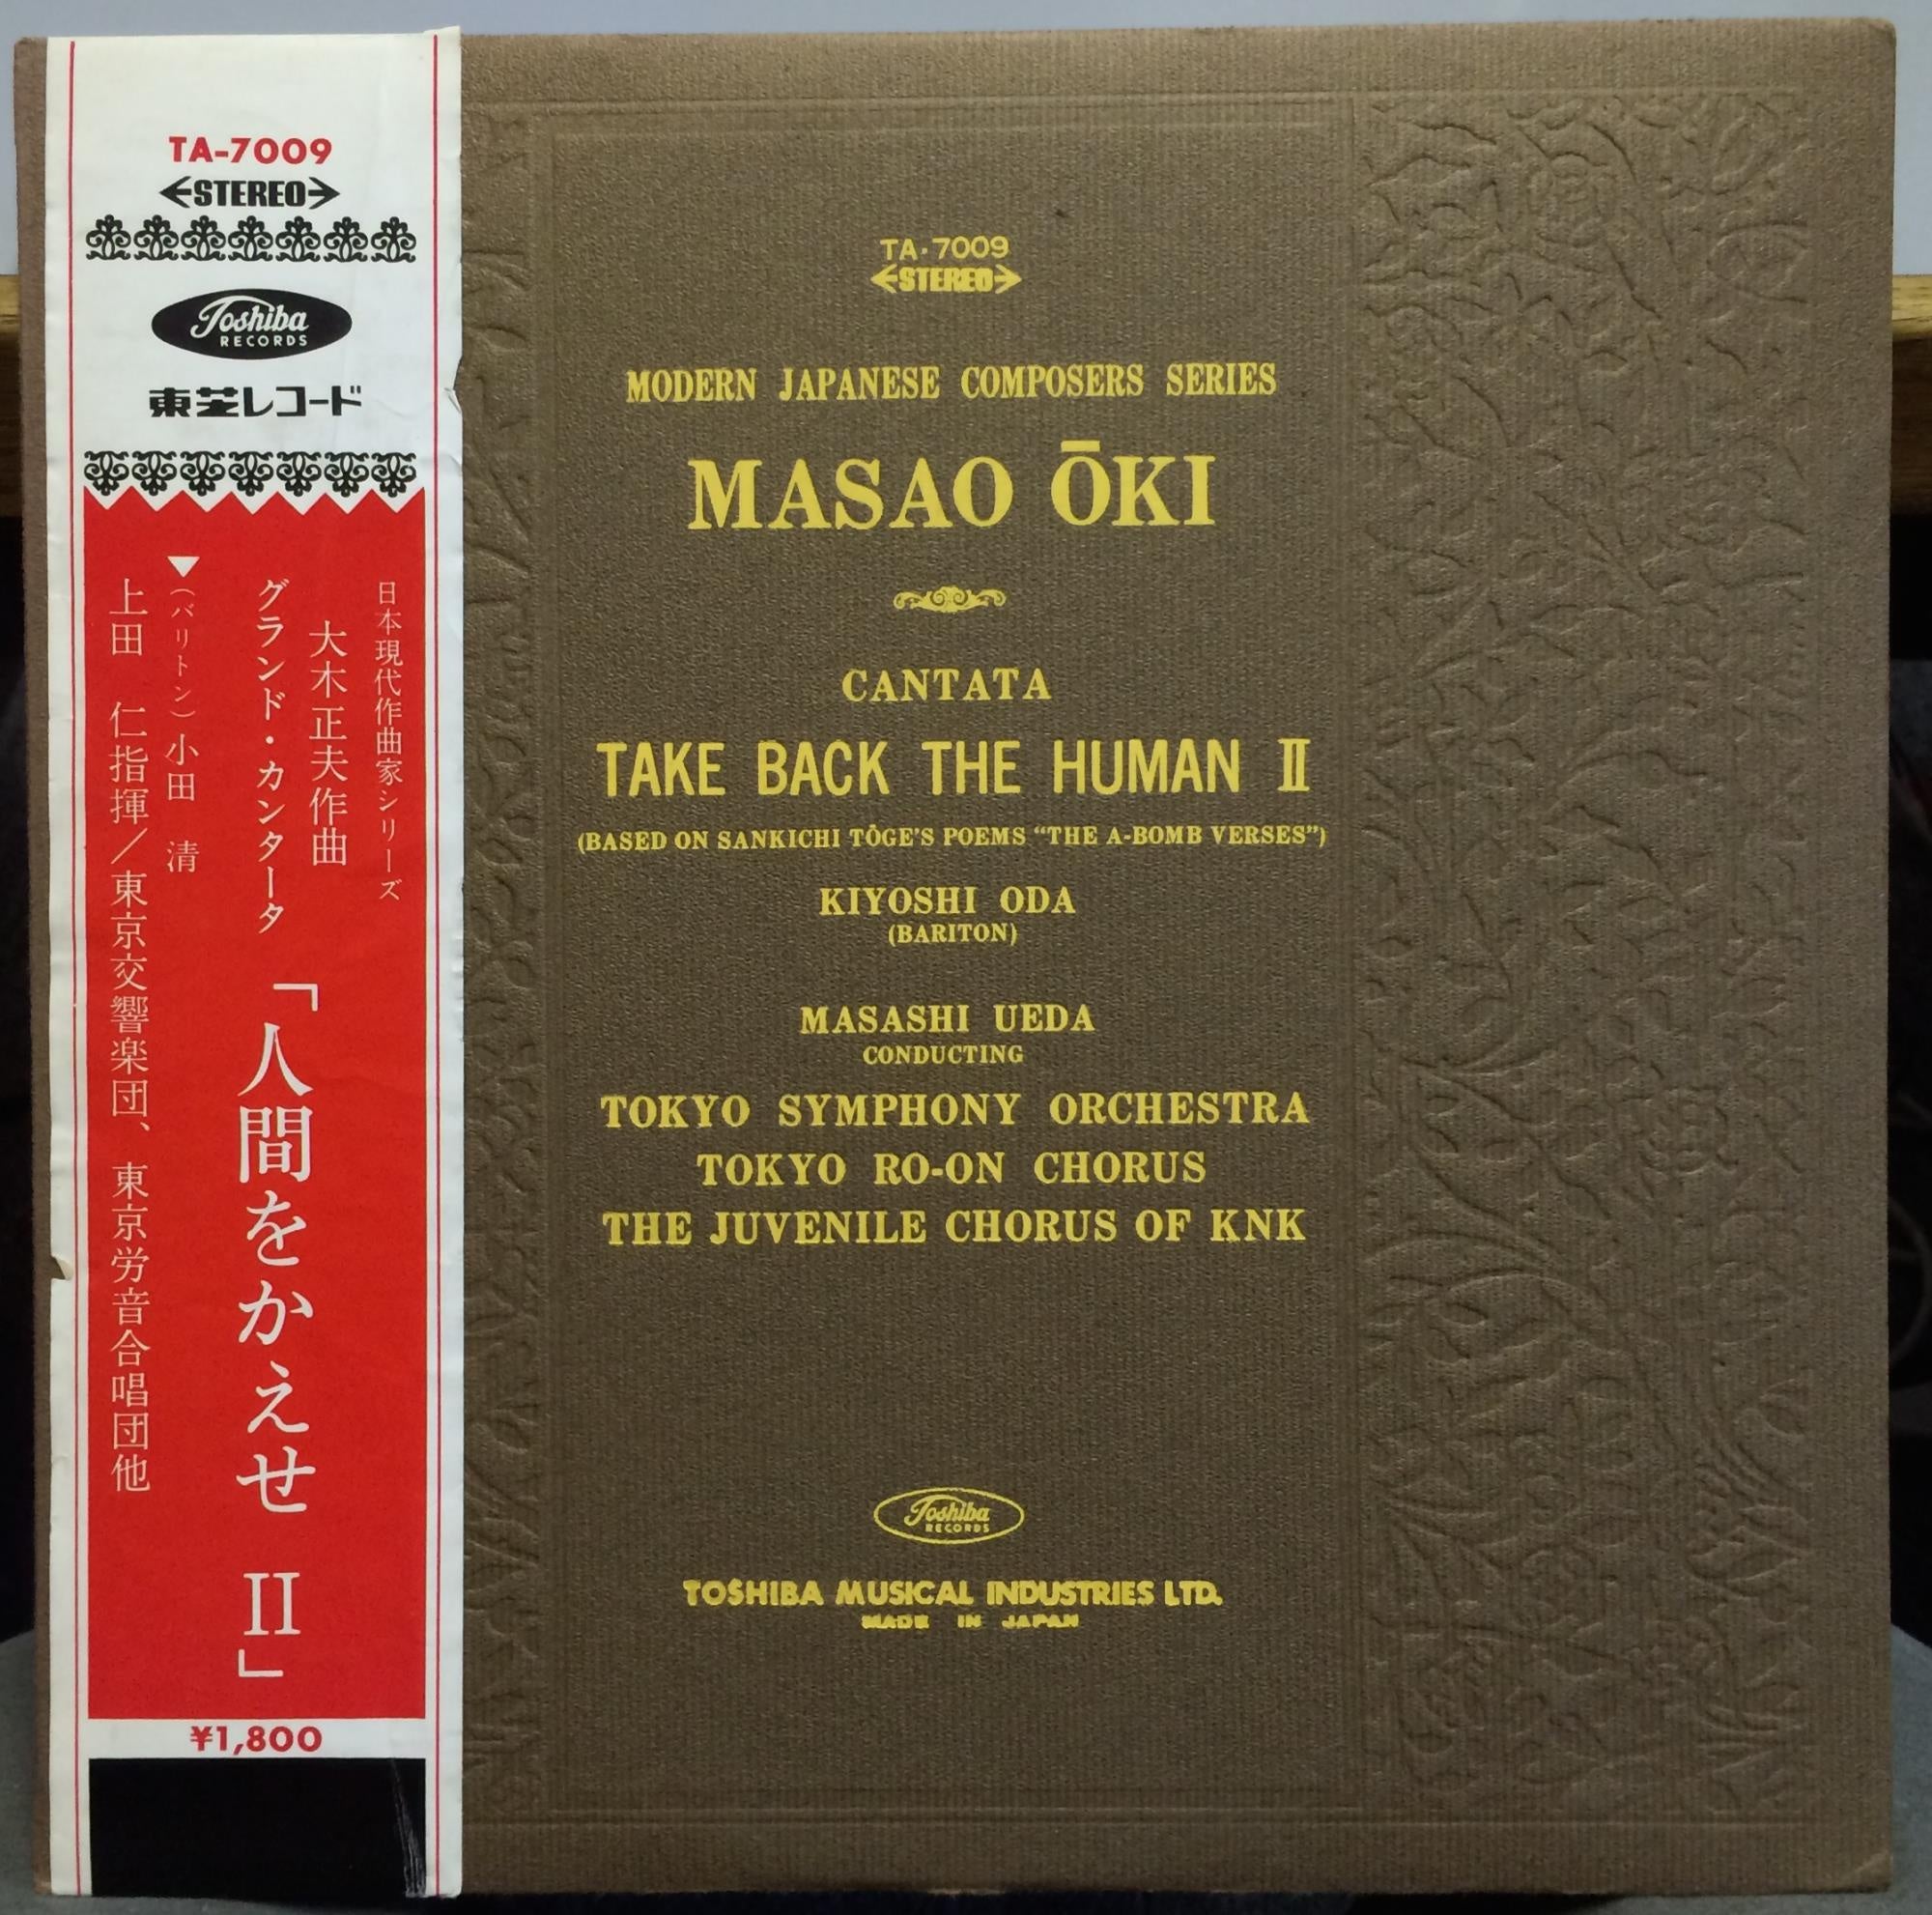 TA-7009
STEREO
Toshiba
RECORDS
東芝レコード
日本現代作曲家シリーズ
大木正夫作曲
グランド・カンタータ「人間をかえせ II」
(バリトン)小田 清
上田 仁指揮/東京交響楽団、東京労音合唱団他
¥1,800
TA・7009
STEREO
MODERN JAPANESE COMPOSERS SERIES
MASAO ŌKI
CANTATA
TAKE BACK THE HUMAN II
(BASED ON SANKICHI TŌGE'S POEMS “THE A-BOMB VERSES”)
KIYOSHI ODA
(BARITON)
MASASHI UEDA
CONDUCTING
TOKYO SYMPHONY ORCHESTRA
TOKYO RO-ON CHORUS
THE JUVENILE CHORUS OF KNK
Toshiba
RECORDS
TOSHIBA MUSICAL INDUSTRIES LTD.
MADE IN JAPAN